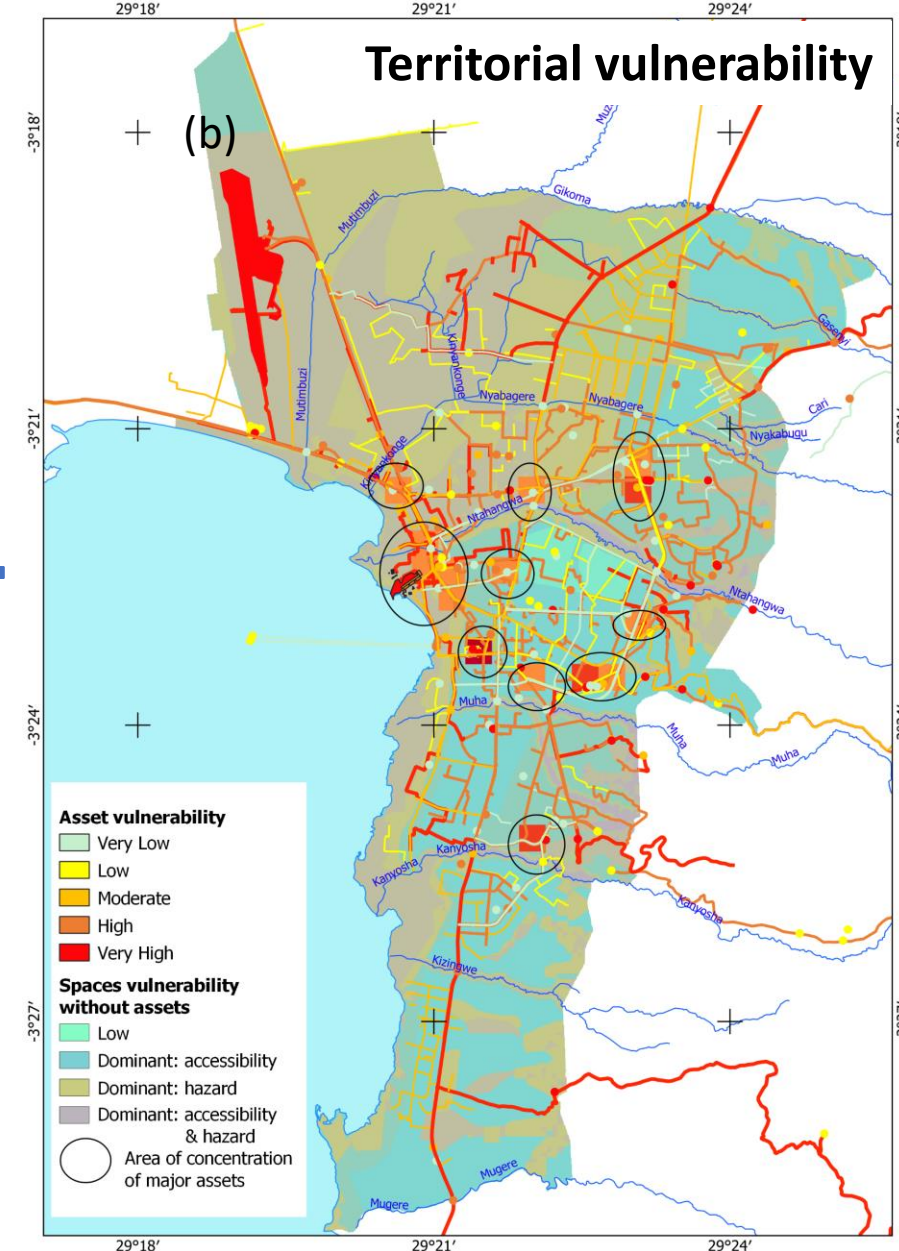 29°18′ 29°21′ 29°24′
Territorial vulnerability
(b)
-3°18′
Gikoma
Mutimbuzi
Gasenyi
Kinyankonge
Mutimbuzi
Nyabagere
Nyabagere
Cari
Nyakabugu
-3°21′
Kinyankonge
Ntahangwa
Ntahangwa
Muha
Muha
Muha
-3°24′
Kanyosha
Kanyosha
Kanyosha
Kizingwe
-3°27′
Mugere
Mugere
Asset vulnerability
Very Low
Low
Moderate
High
Very High
Spaces vulnerability
without assets
Low
Dominant: accessibility
Dominant: hazard
Dominant: accessibility
& hazard
Area of concentration
of major assets
29°18′ 29°21′ 29°24′